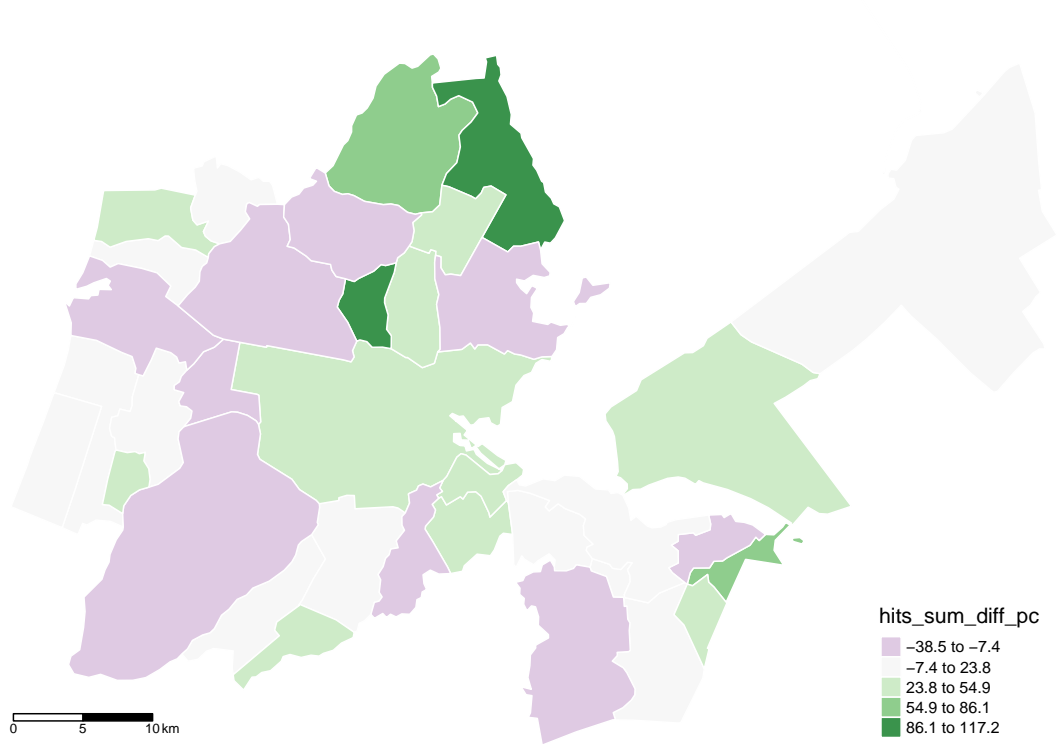 hits_sum_diff_pc
−38.5 to −7.4
−7.4 to 23.8
23.8 to 54.9
54.9 to 86.1
86.1 to 117.2
0 5 10 km